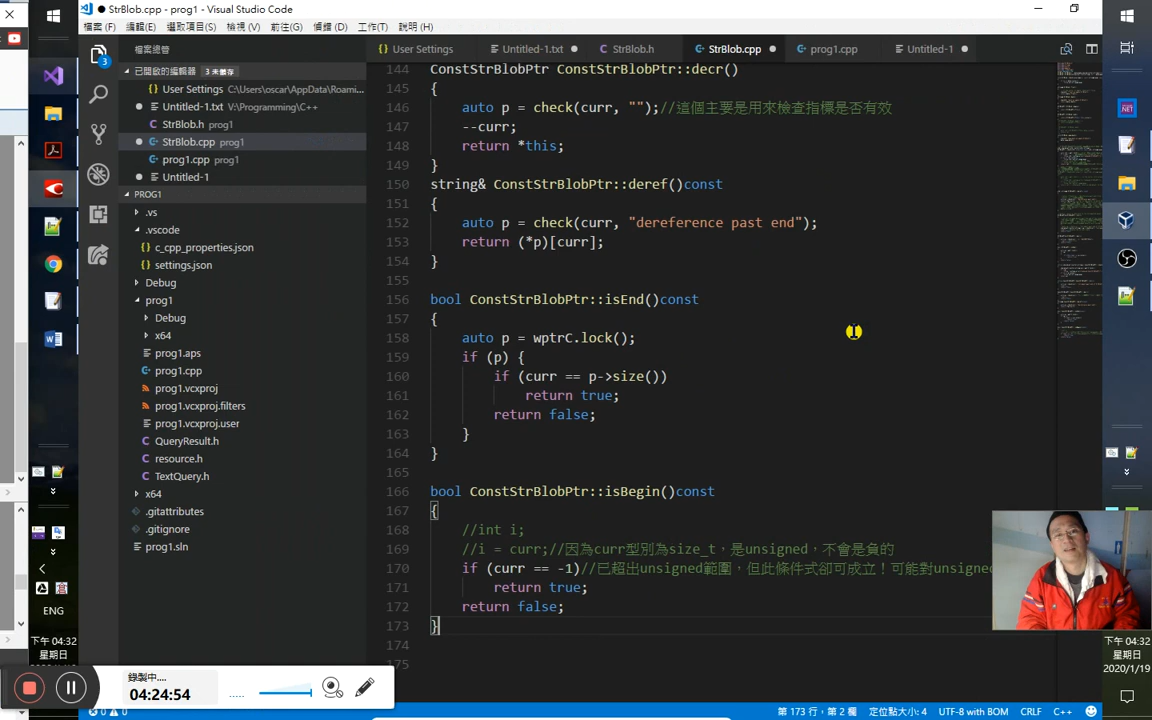 StrBlob.cpp - prog1 - Visual Studio Code
檔案 (F) 編輯(E) 選取項目(S) 檢視 (V) 前往(G) 偵錯 (D) 工作(T) 說明 (H)
檔案總管
3
已開啟的編輯器 3 未儲存
User Settings C:\Users\oscar\AppData\Roami...
Untitled-1.txt V:\Programming\C++
StrBlob.h prog1
StrBlob.cpp prog1
prog1.cpp prog1
Untitled-1
PROG1
.vs
.vscode
c_cpp_properties.json
settings.json
Debug
prog1
Debug
x64
prog1.aps
prog1.cpp
prog1.vcxproj
prog1.vcxproj.filters
prog1.vcxproj.user
QueryResult.h
resource.h
TextQuery.h
x64
.gitattributes
.gitignore
prog1.sln
User Settings Untitled-1.txt StrBlob.h StrBlob.cpp prog1.cpp Untitled-1
144 ConstStrBlobPtr ConstStrBlobPtr::decr()
145 {
146 auto p = check(curr, "");//這個主要是用來檢查指標是否有效
147 --curr;
148 return *this;
149 }
150 string& ConstStrBlobPtr::deref()const
151 {
152 auto p = check(curr, "dereference past end");
153 return (*p)[curr];
154 }
155
156 bool ConstStrBlobPtr::isEnd()const
157 {
158 auto p = wptrC.lock();
159 if (p) {
160 if (curr == p->size())
161 return true;
162 return false;
163 }
164 }
165
166 bool ConstStrBlobPtr::isBegin()const
167 {
168 //int i;
169 //i = curr;//因為curr型別為size_t，是unsigned，不會是負的
170 if (curr == -1)//已超出unsigned範圍，但此條件式卻可成立！可能對unsigned
171 return true;
172 return false;
173 }
174
175
ENG
下午 04:32
星期日
錄製中....
04:24:54
0 0
第 173 行，第 2 欄 定位點大小: 4 UTF-8 with BOM CRLF C++
.NET
下午 04:32
星期日
2020/1/19